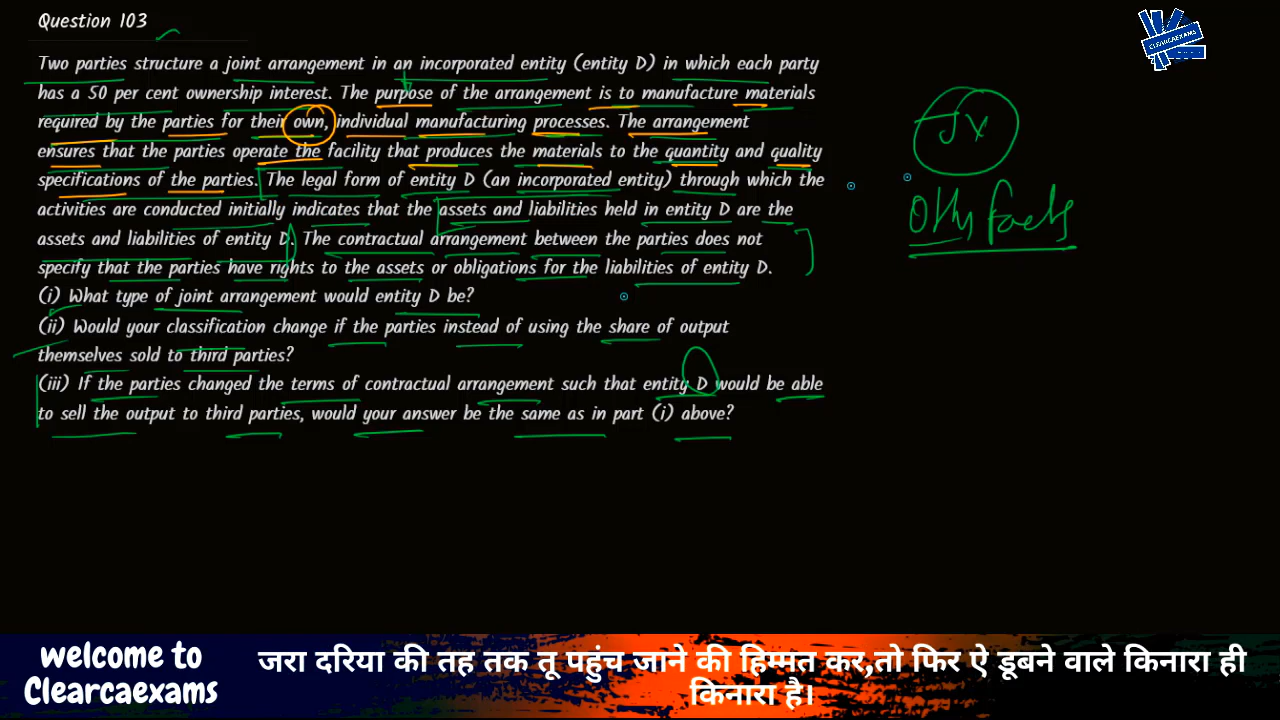 Question 103
CLEARCAEXAMS
Two parties structure a joint arrangement in an incorporated entity (entity D) in which each party
has a 50 per cent ownership interest. The purpose of the arrangement is to manufacture materials
required by the parties for their own, individual manufacturing processes. The arrangement
ensures that the parties operate the facility that produces the materials to the quantity and quality
specifications of the parties. The legal form of entity D (an incorporated entity) through which the
activities are conducted initially indicates that the assets and liabilities held in entity D are the
assets and liabilities of entity D. The contractual arrangement between the parties does not
specify that the parties have rights to the assets or obligations for the liabilities of entity D.
(i) What type of joint arrangement would entity D be?
(ii) Would your classification change if the parties instead of using the share of output
themselves sold to third parties?
(iii) If the parties changed the terms of contractual arrangement such that entity D would be able
to sell the output to third parties, would your answer be the same as in part (i) above?
facts
welcome to
Clearcaexams
जरा दरिया की तह तक तू पहुंच जाने की हिम्मत कर,तो फिर ऐ डूबने वाले किनारा ही
किनारा है।